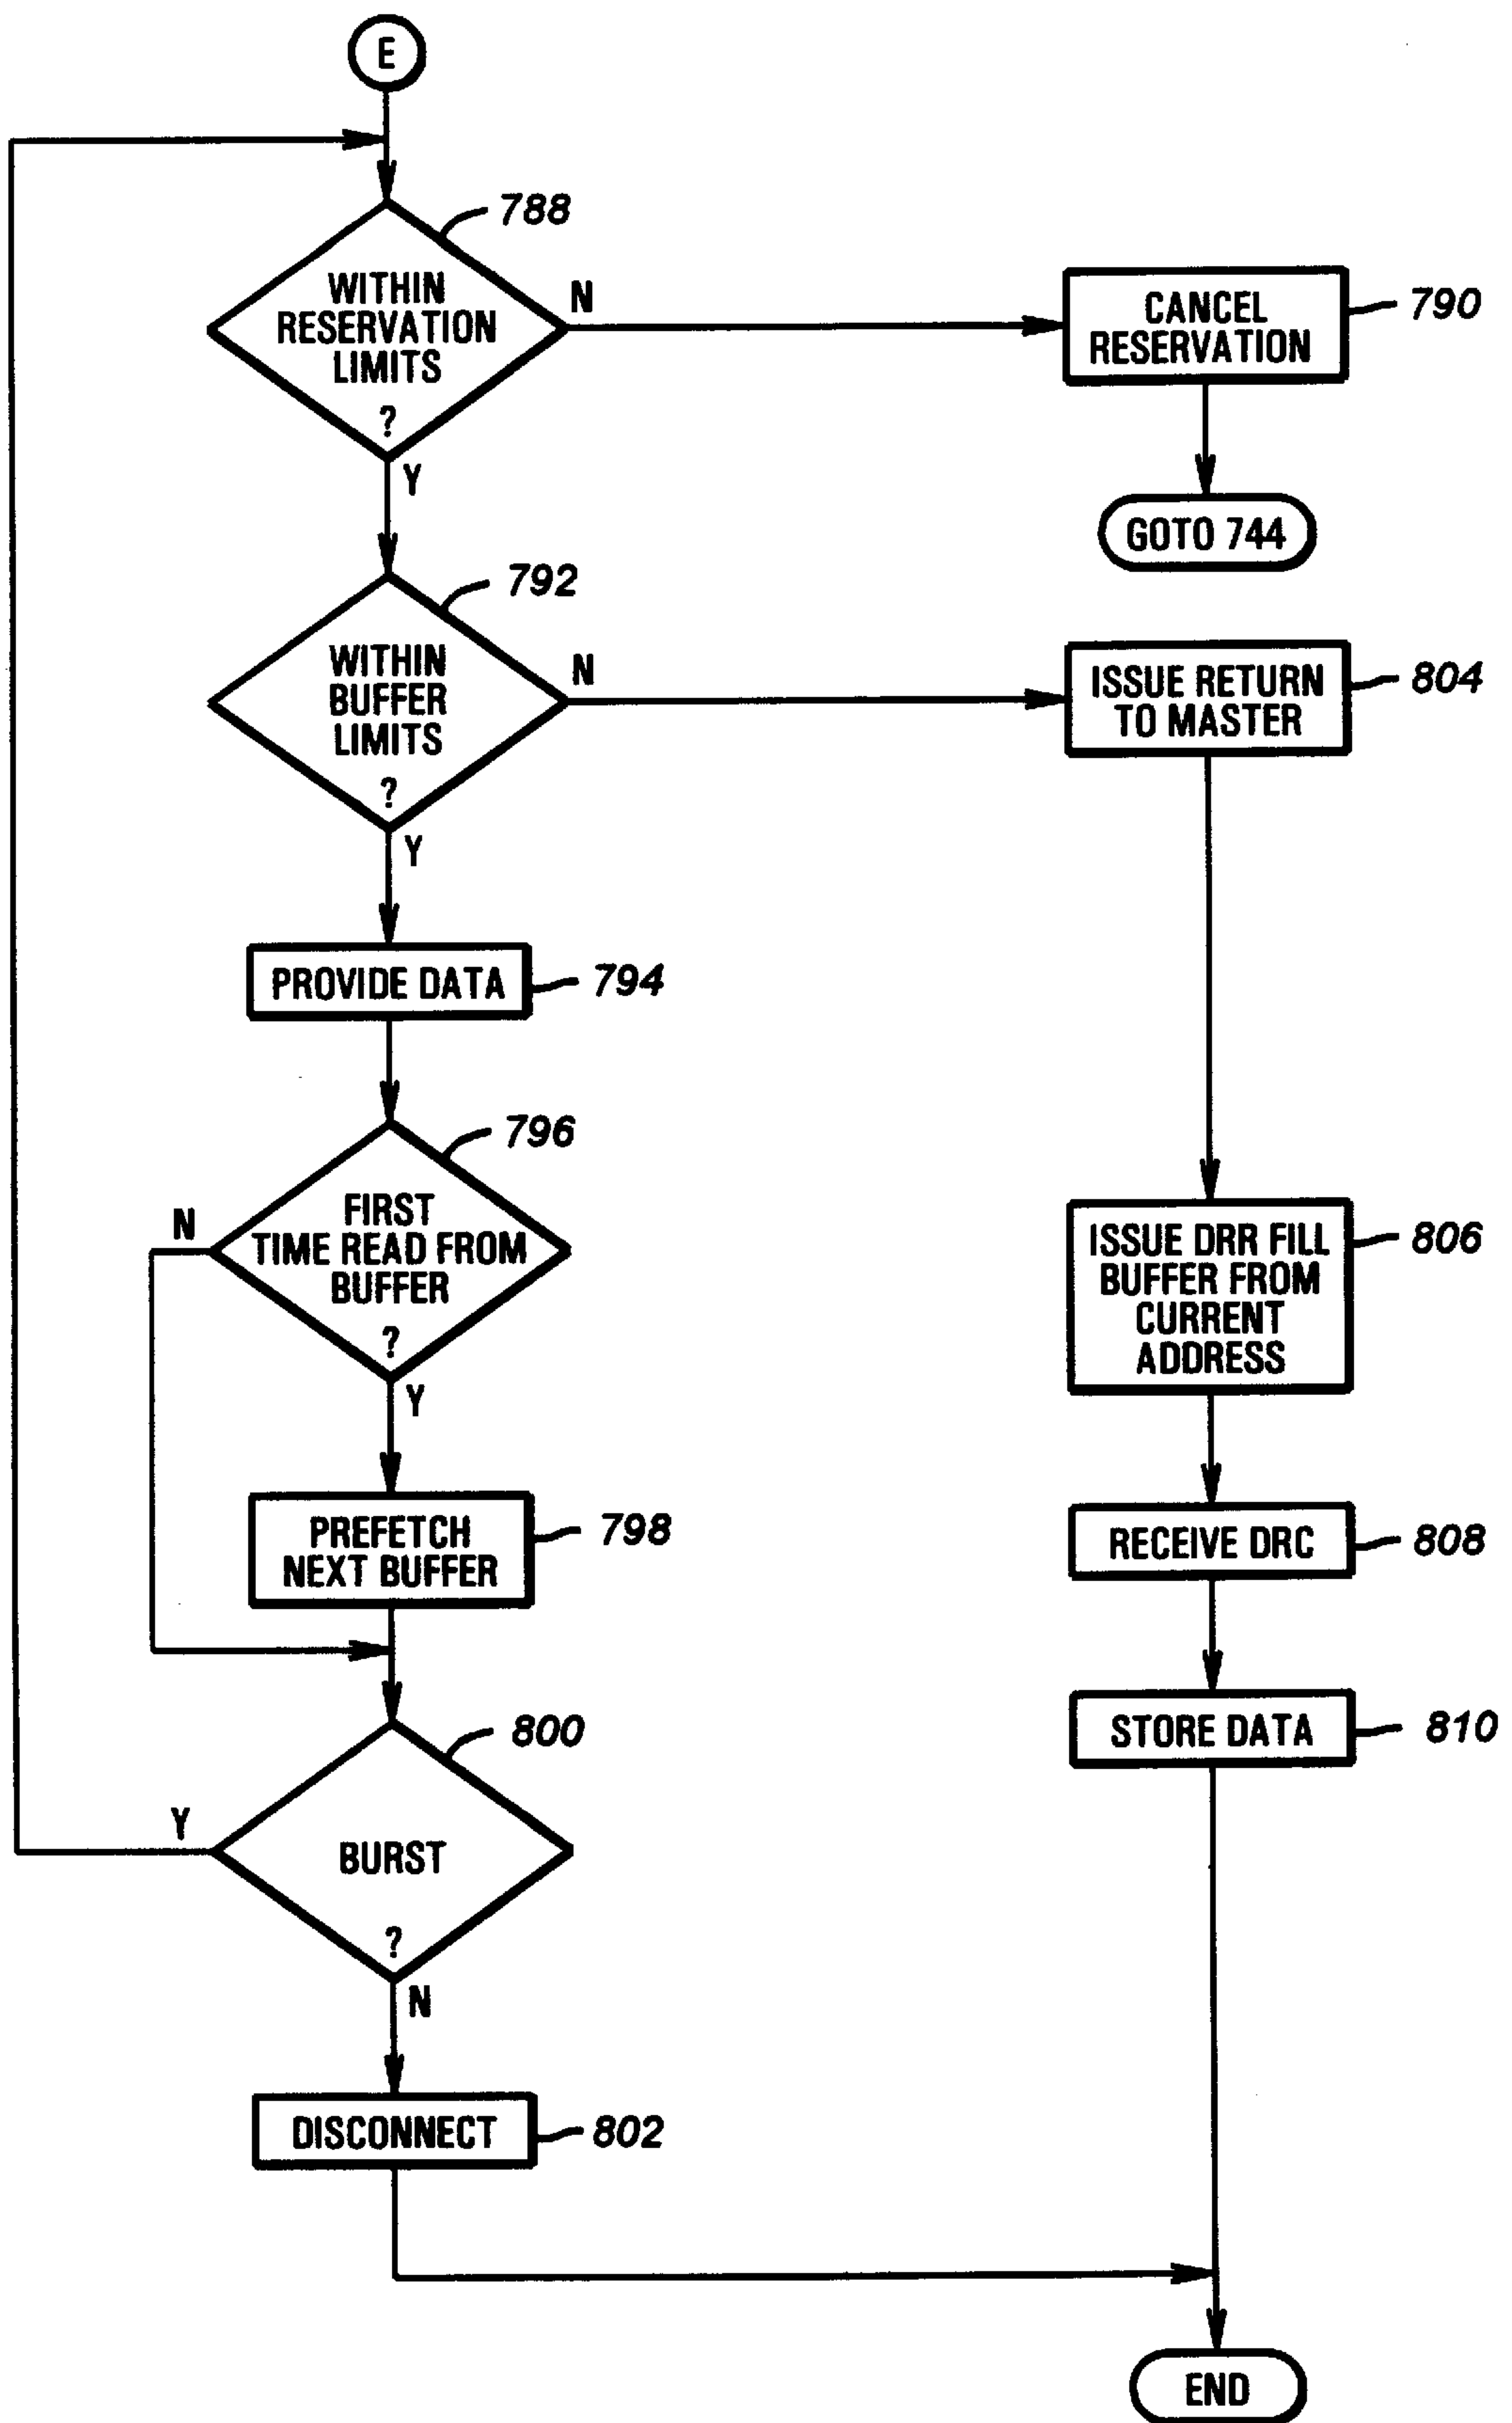 E
788
WITHIN
RESERVATION
LIMITS
?
N
Y
CANCEL
RESERVATION
790
GOTO 744
792
WITHIN
BUFFER
LIMITS
?
N
Y
ISSUE RETURN
TO MASTER
804
PROVIDE DATA
794
796
FIRST
TIME READ FROM
BUFFER
?
N
Y
ISSUE DRR FILL
BUFFER FROM
CURRENT
ADDRESS
806
PREFETCH
NEXT BUFFER
798
RECEIVE DRC
808
STORE DATA
810
800
BURST
?
Y
N
DISCONNECT
802
END